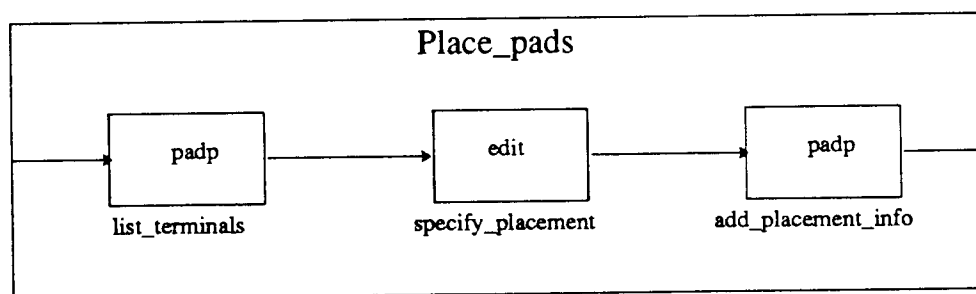 Place_pads
padp
edit
padp
list_terminals
specify_placement
add_placement_info